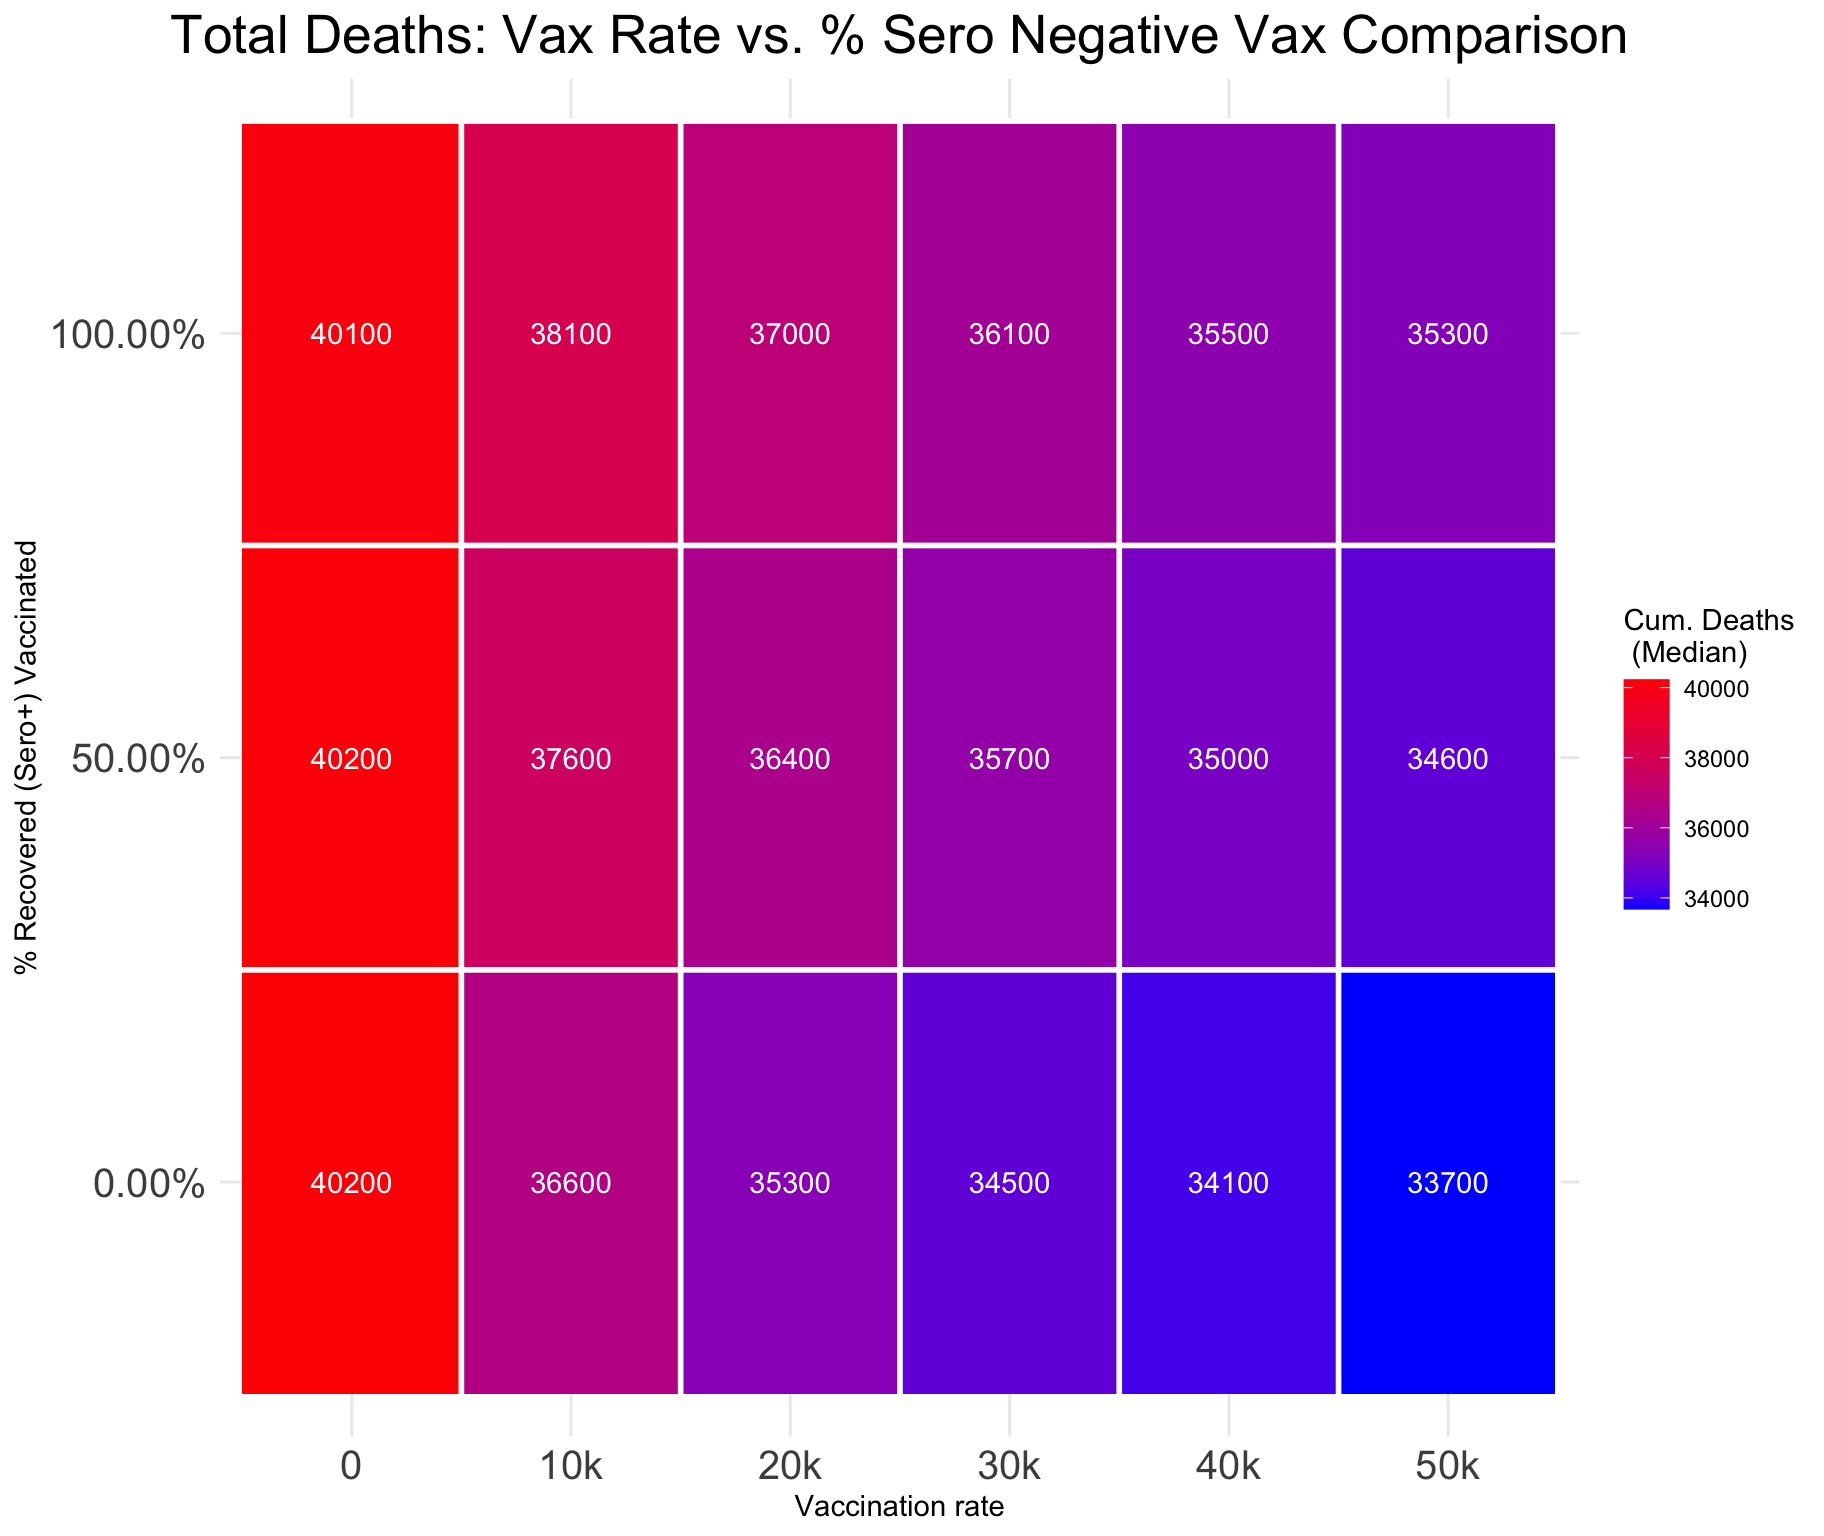 Total Deaths: Vax Rate vs. % Sero Negative Vax Comparison
100.00%
40100 38100 37000 36100 35500 35300
% Recovered (Sero+) Vaccinated
50.00%
40200 37600 36400 35700 35000 34600
0.00%
40200 36600 35300 34500 34100 33700
0 10k 20k 30k 40k 50k
Vaccination rate
Cum. Deaths
(Median)
40000
38000
36000
34000